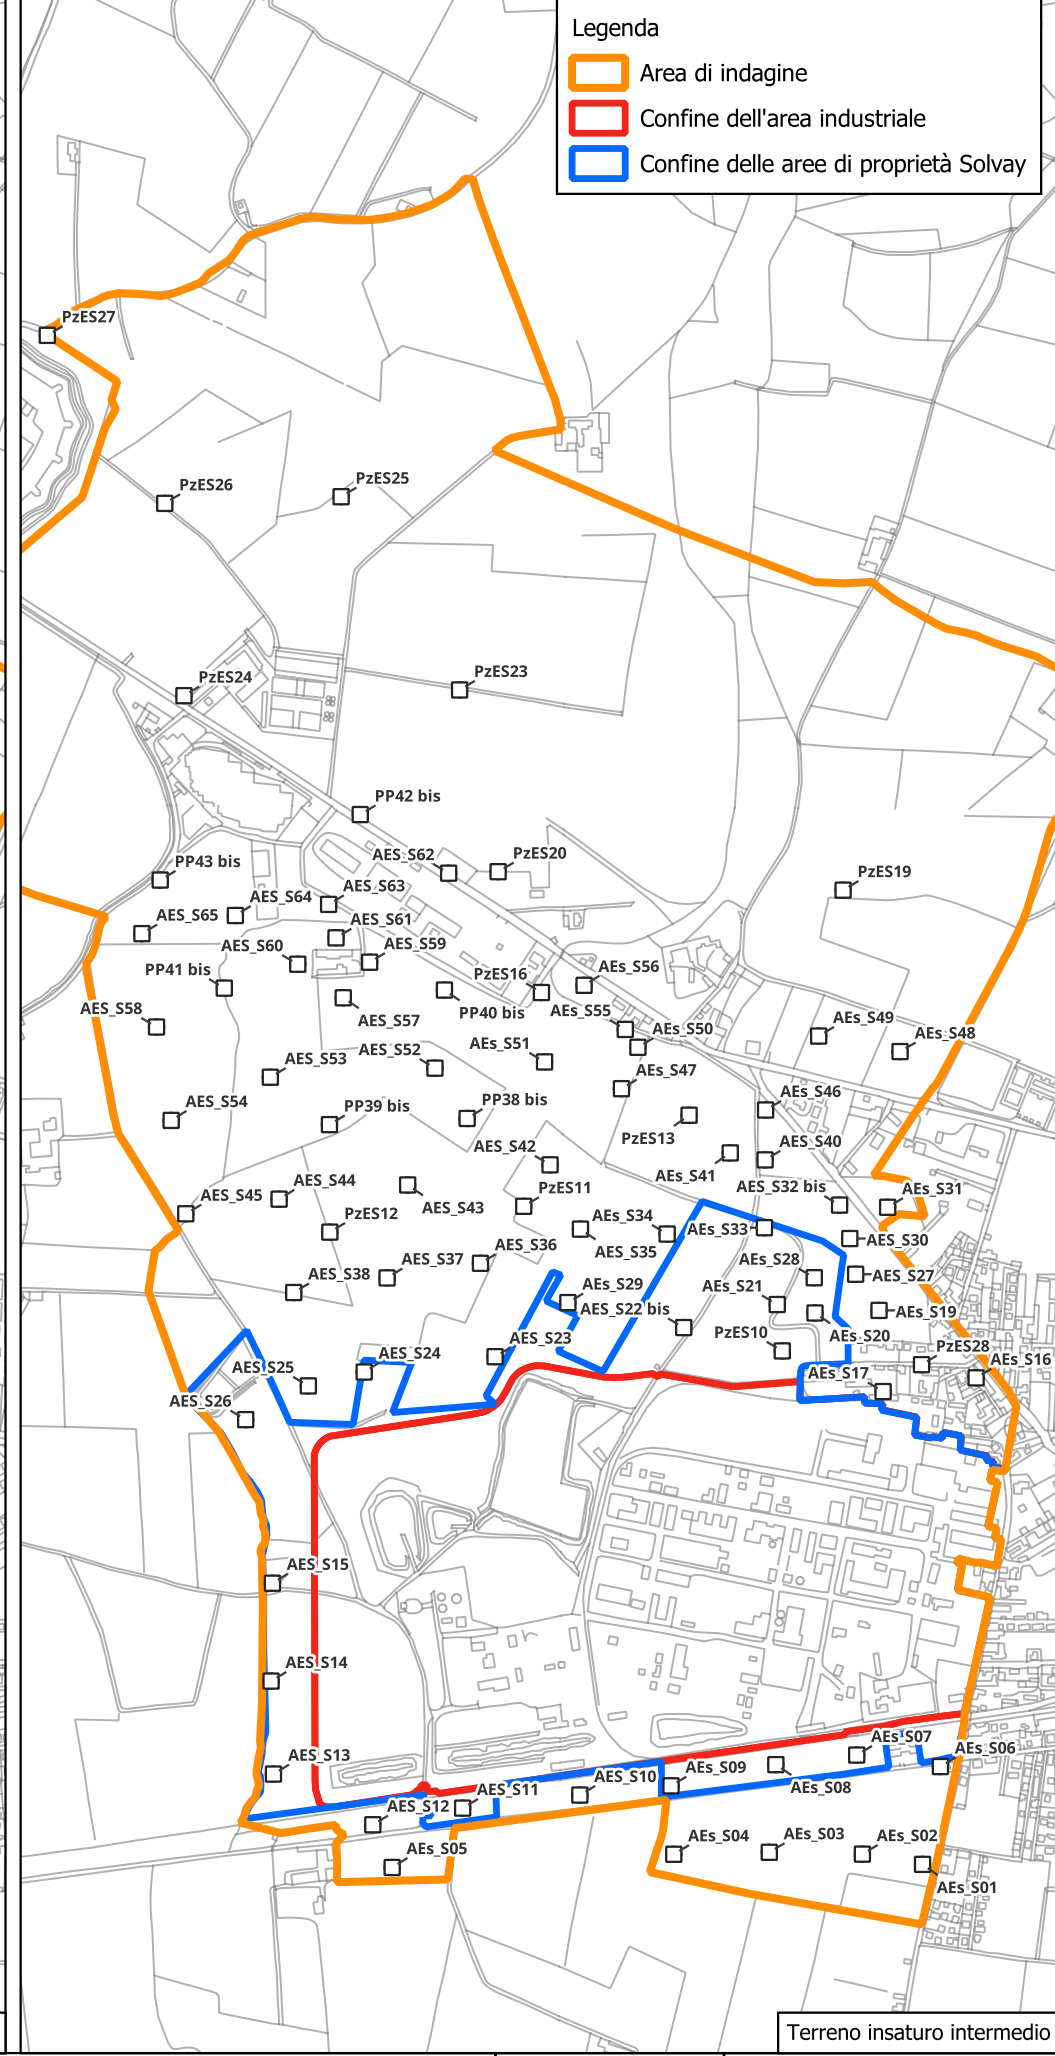 Legenda
Area di indagine
Confine dell'area industriale
Confine delle aree di proprietà Solvay
PzES27
PzES26
PzES25
PzES24
PzES23
PP42 bis
AES_S62
PzES20
PP43 bis
AES_S63
PzES19
AES_S64
AES_S65
AES_S61
AES_S60
AES_S59
PP41 bis
PzES16
AEs_S56
AES_S58
AES_S57
PP40 bis
AEs_S55
AEs_S50
AEs_S49
AEs_S48
AES_S53
AES_S52
AEs_S51
AEs_S47
AES_S54
PP39 bis
PP38 bis
AEs_S46
PzES13
AES_S42
AEs_S41
AEs_S40
AES_S44
AES_S45
AES_S43
PzES11
AES_S32 bis
AEs_S31
PzES12
AEs_S34
AES_S35
AEs_S33
AEs_S30
AES_S37
AES_S36
AEs_S28
AEs_S27
AES_S38
AEs_S29
AES_S22 bis
AEs_S21
AEs_S19
AEs_S20
AES_S23
PzES10
AES_S24
PzES28
AEs_S16
AES_S25
AEs_S17
AES_S26
AES_S15
AES_S14
AES_S13
AEs_S07
AEs_S06
AEs_S09
AES_S10
AEs_S08
AES_S11
AES_S12
AEs_S05
AEs_S04
AEs_S03
AEs_S02
AEs_S01
Terreno insaturo intermedio